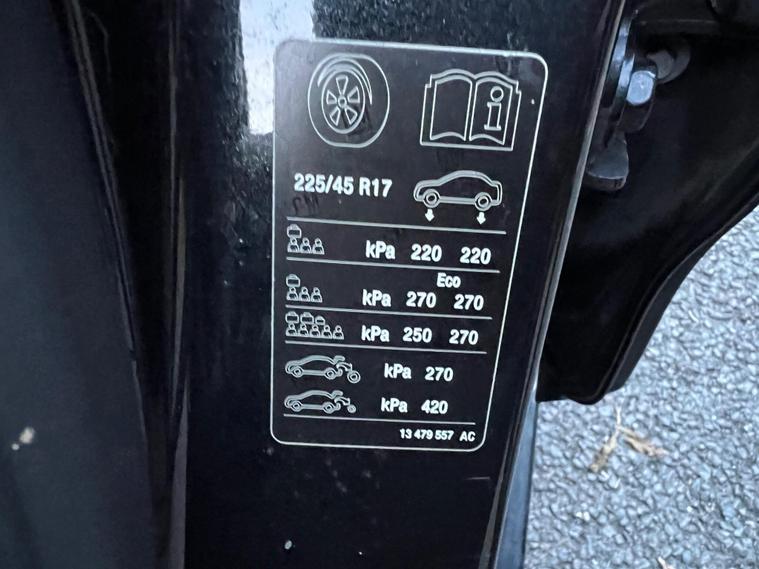 225/45 R17
kPa 220 220
Eco
kPa 270 270
kPa 250 270
kPa 270
kPa 420
13 479 557 AC